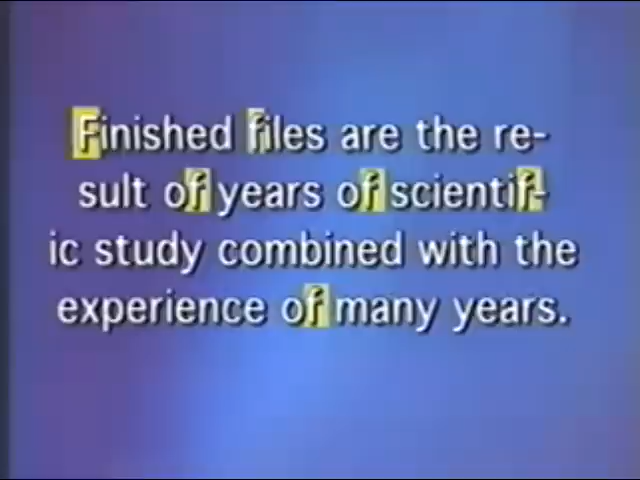 Finished files are the re-
sult of years of scientif-
ic study combined with the
experience of many years.